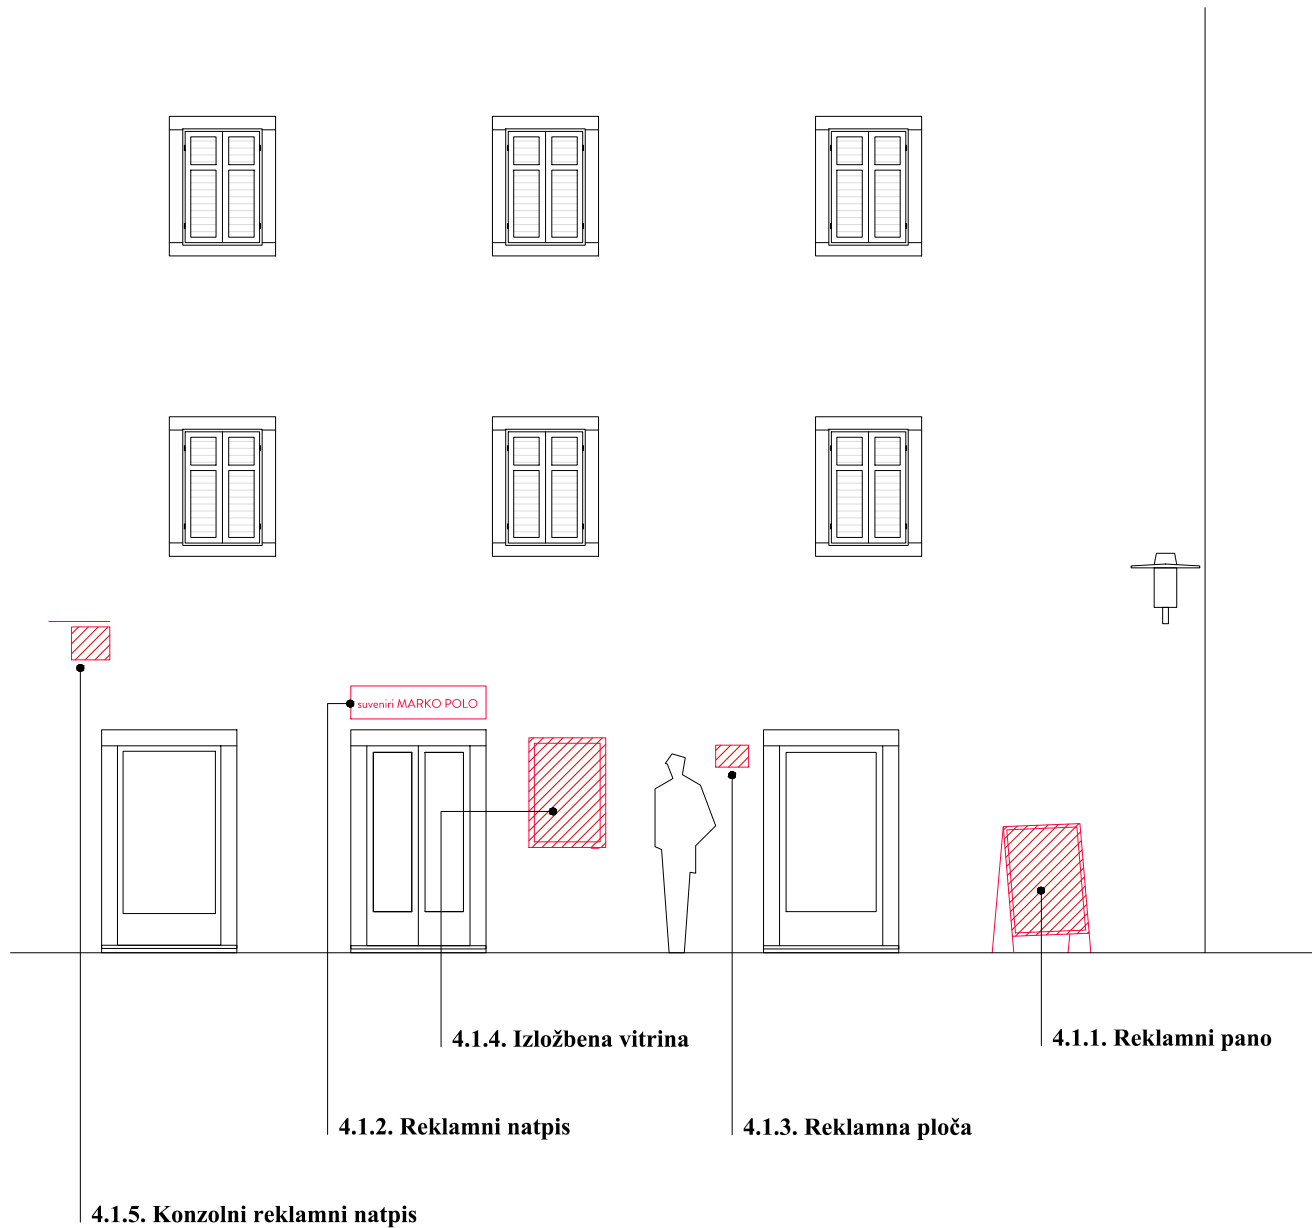 suveniri MARKO POLO
4.1.4. Izložbena vitrina
4.1.1. Reklamni pano
4.1.2. Reklamni natpis
4.1.3. Reklamna ploča
4.1.5. Konzolni reklamni natpis